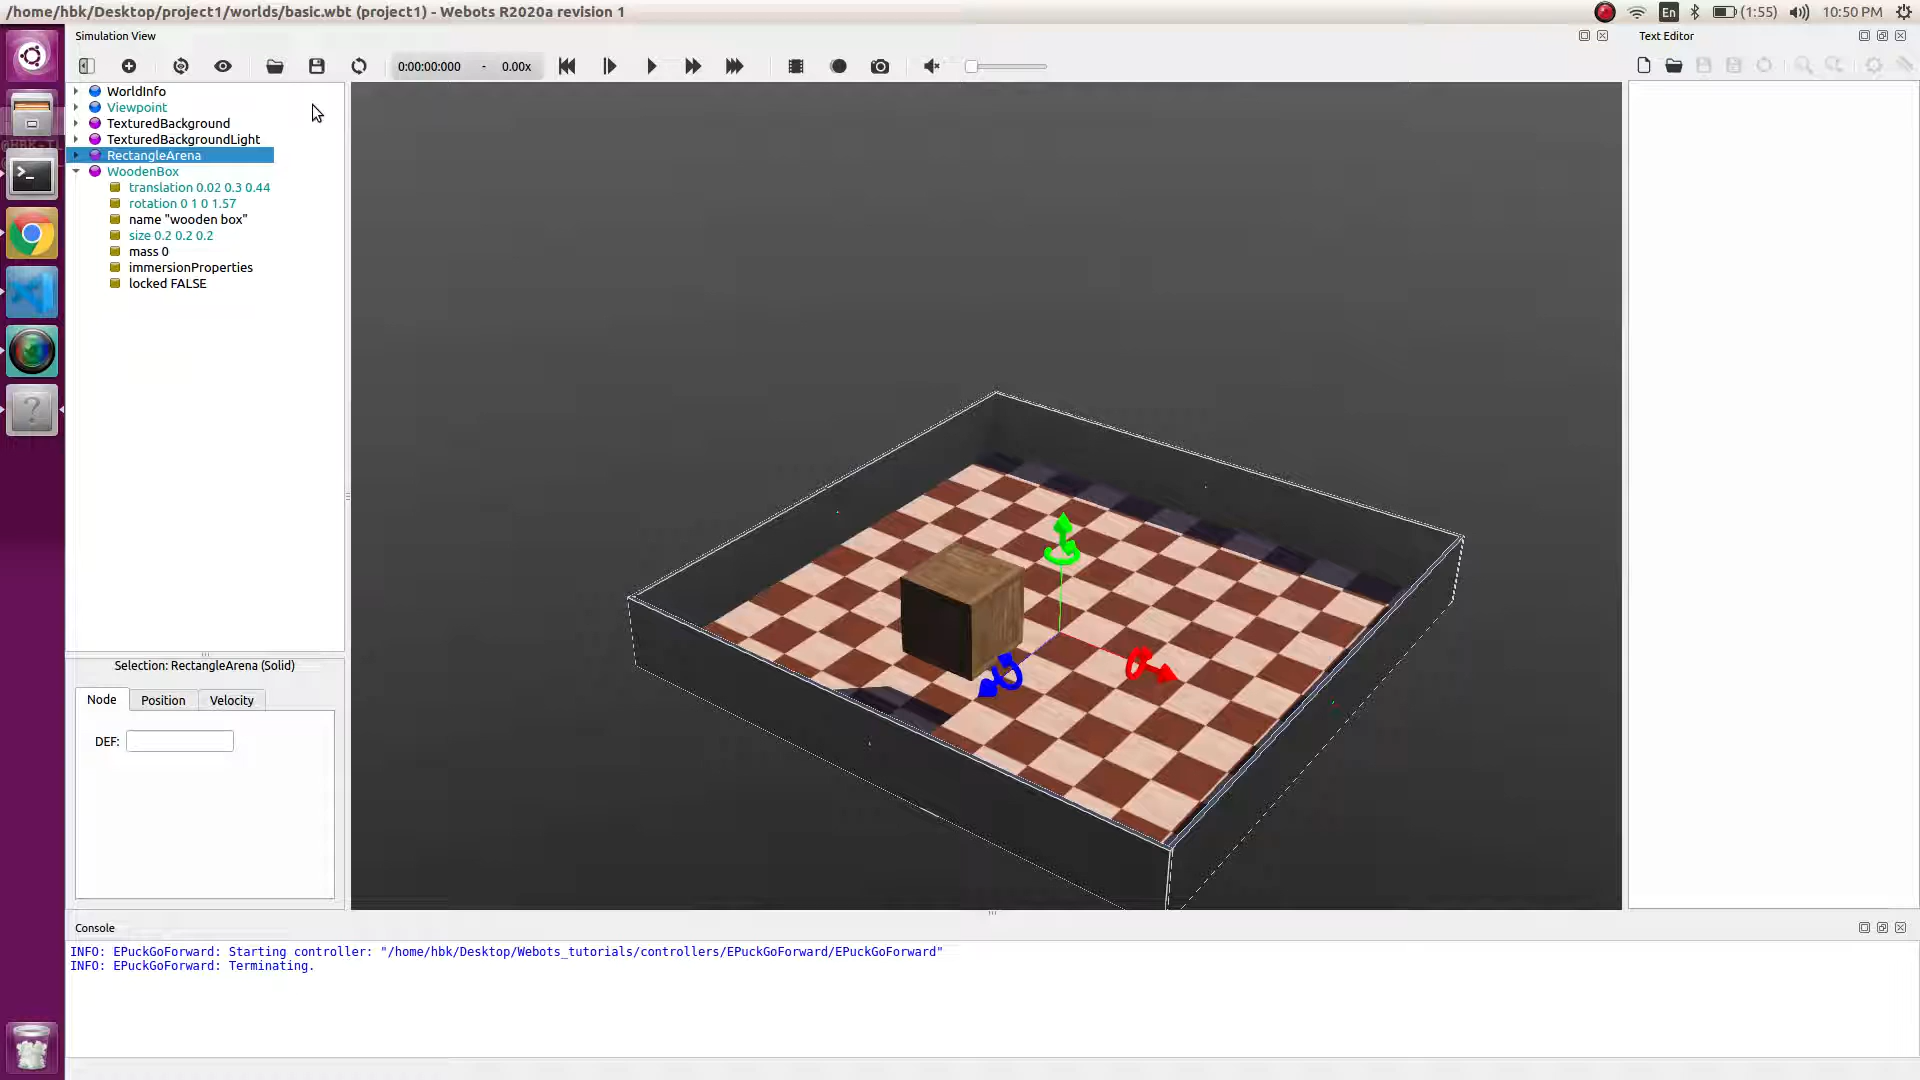 /home/hbk/Desktop/project1/worlds/basic.wbt (project1) - Webots R2020a revision 1
En
(1:55)
10:50 PM
Simulation View
Text Editor
0:00:00:000 - 0.00x
WorldInfo
Viewpoint
TexturedBackground
TexturedBackgroundLight
RectangleArena
WoodenBox
translation 0.02 0.3 0.44
rotation 0 1 0 1.57
name "wooden box"
size 0.2 0.2 0.2
mass 0
immersionProperties
locked FALSE
Selection: RectangleArena (Solid)
Node
Position
Velocity
DEF:
Console
INFO: EPuckGoForward: Starting controller: "/home/hbk/Desktop/Webots_tutorials/controllers/EPuckGoForward/EPuckGoForward"
INFO: EPuckGoForward: Terminating.